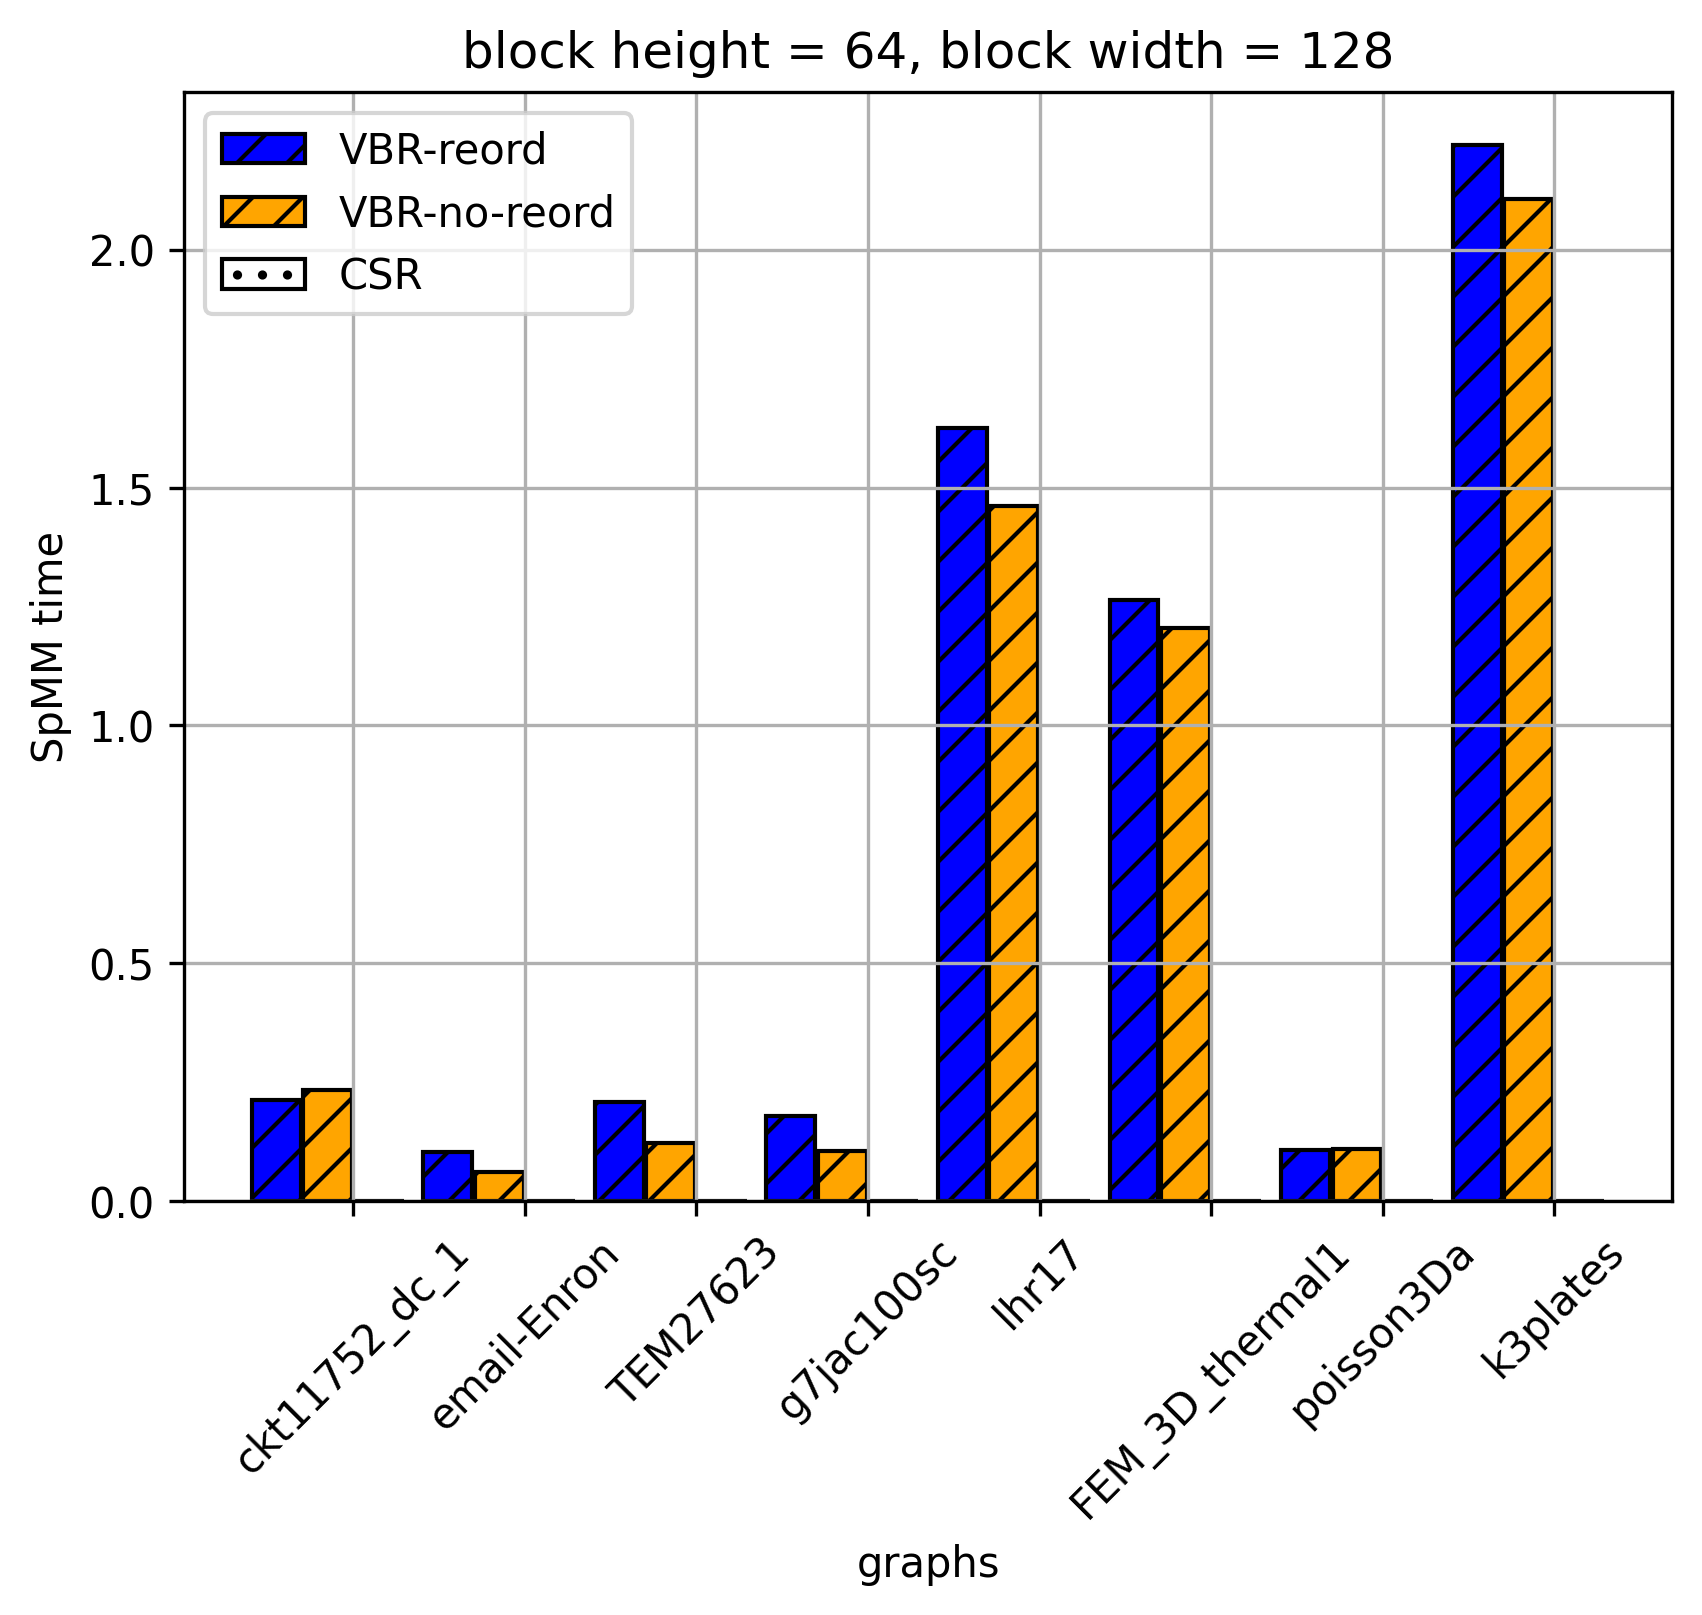 block height = 64, block width = 128
VBR-reord
VBR-no-reord
CSR
SpMM time
2.0
1.5
1.0
0.5
0.0
ckt11752_dc_1
email-Enron
TEM27623
g7jac100sc
lhr17
FEM_3D_thermal1
poisson3Da
k3plates
graphs